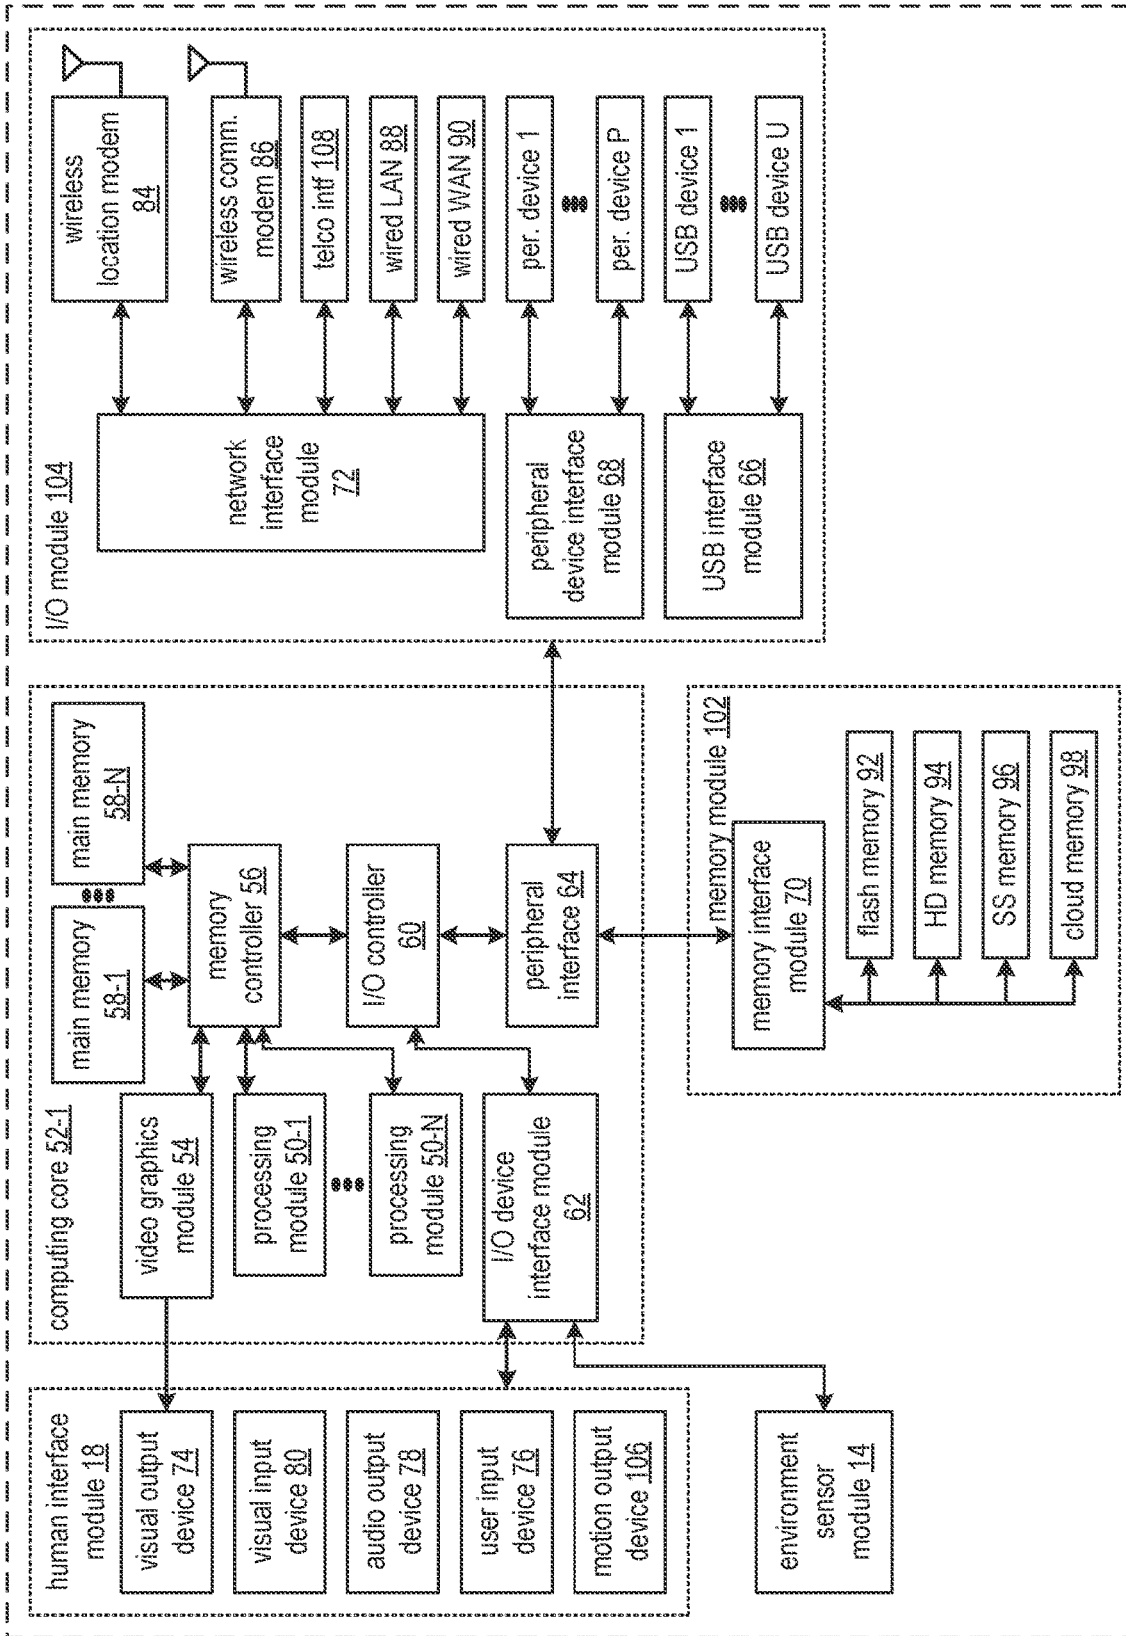 human interface
module 18
visual output
device 74
visual input
device 80
audio output
device 78
user input
device 76
motion output
device 106
environment
sensor
module 14
computing core 52-1
main memory
58-1
main memory
58-N
video graphics
module 54
memory
controller 56
processing
module 50-1
processing
module 50-N
I/O controller
60
I/O device
interface module
62
peripheral
interface 64
memory module 102
memory interface
module 70
flash memory 92
HD memory 94
SS memory 96
cloud memory 98
I/O module 104
network
interface
module
72
wireless
location modem
84
wireless comm.
modem 86
telco intf 108
wired LAN 88
wired WAN 90
peripheral
device interface
module 68
per. device 1
per. device P
USB interface
module 66
USB device 1
USB device U